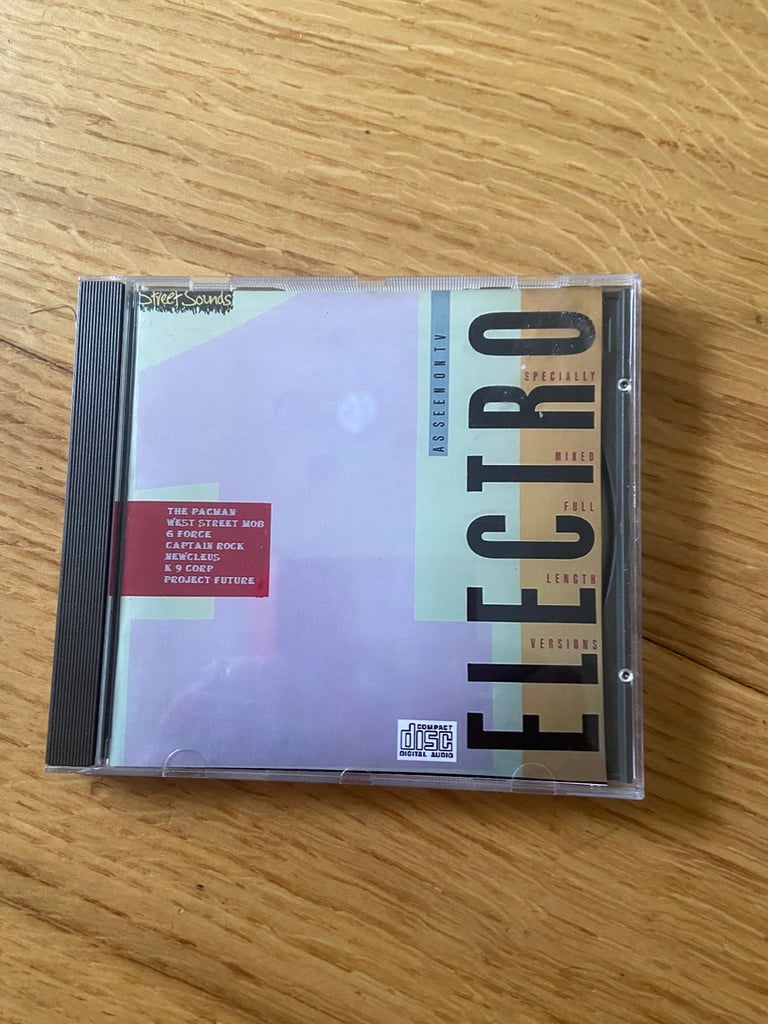 Street Sounds
AS SEEN ON TV
ELECTRO
SPECIALLY
MIXED
FULL
LENGTH
VERSIONS
THE PACMAN
WEST STREET MOB
G FORCE
CAPTAIN ROCK
NEWCLEUS
K 9 CORP
PROJECT FUTURE
COMPACT
disc
DIGITAL AUDIO